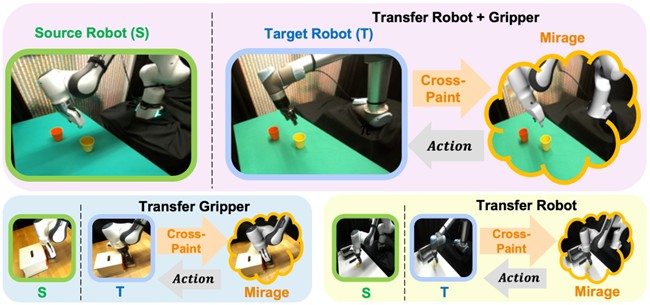 Transfer Robot + Gripper
Source Robot (S)
Target Robot (T)
Mirage
Cross-
Paint
Action
Transfer Gripper
Cross-
Paint
Action
S
T
Mirage
Transfer Robot
Cross-
Paint
Action
S
T
Mirage